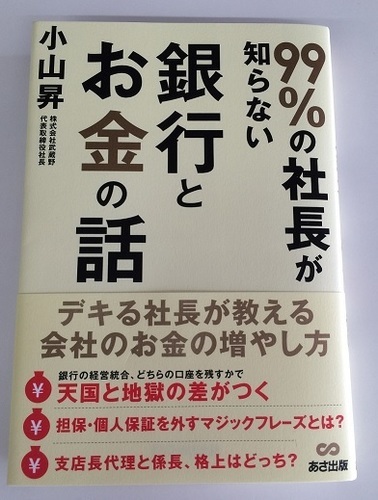 99%の社長が
知らない
銀行と
お金の話
小山昇
株式会社武蔵野
代表取締役社長
デキる社長が教える
会社のお金の増やし方
¥
銀行の経営統合、どちらの口座を残すかで
天国と地獄の差がつく
¥
担保・個人保証を外すマジックフレーズとは?
¥
支店長代理と係長、格上はどっち?
あさ出版